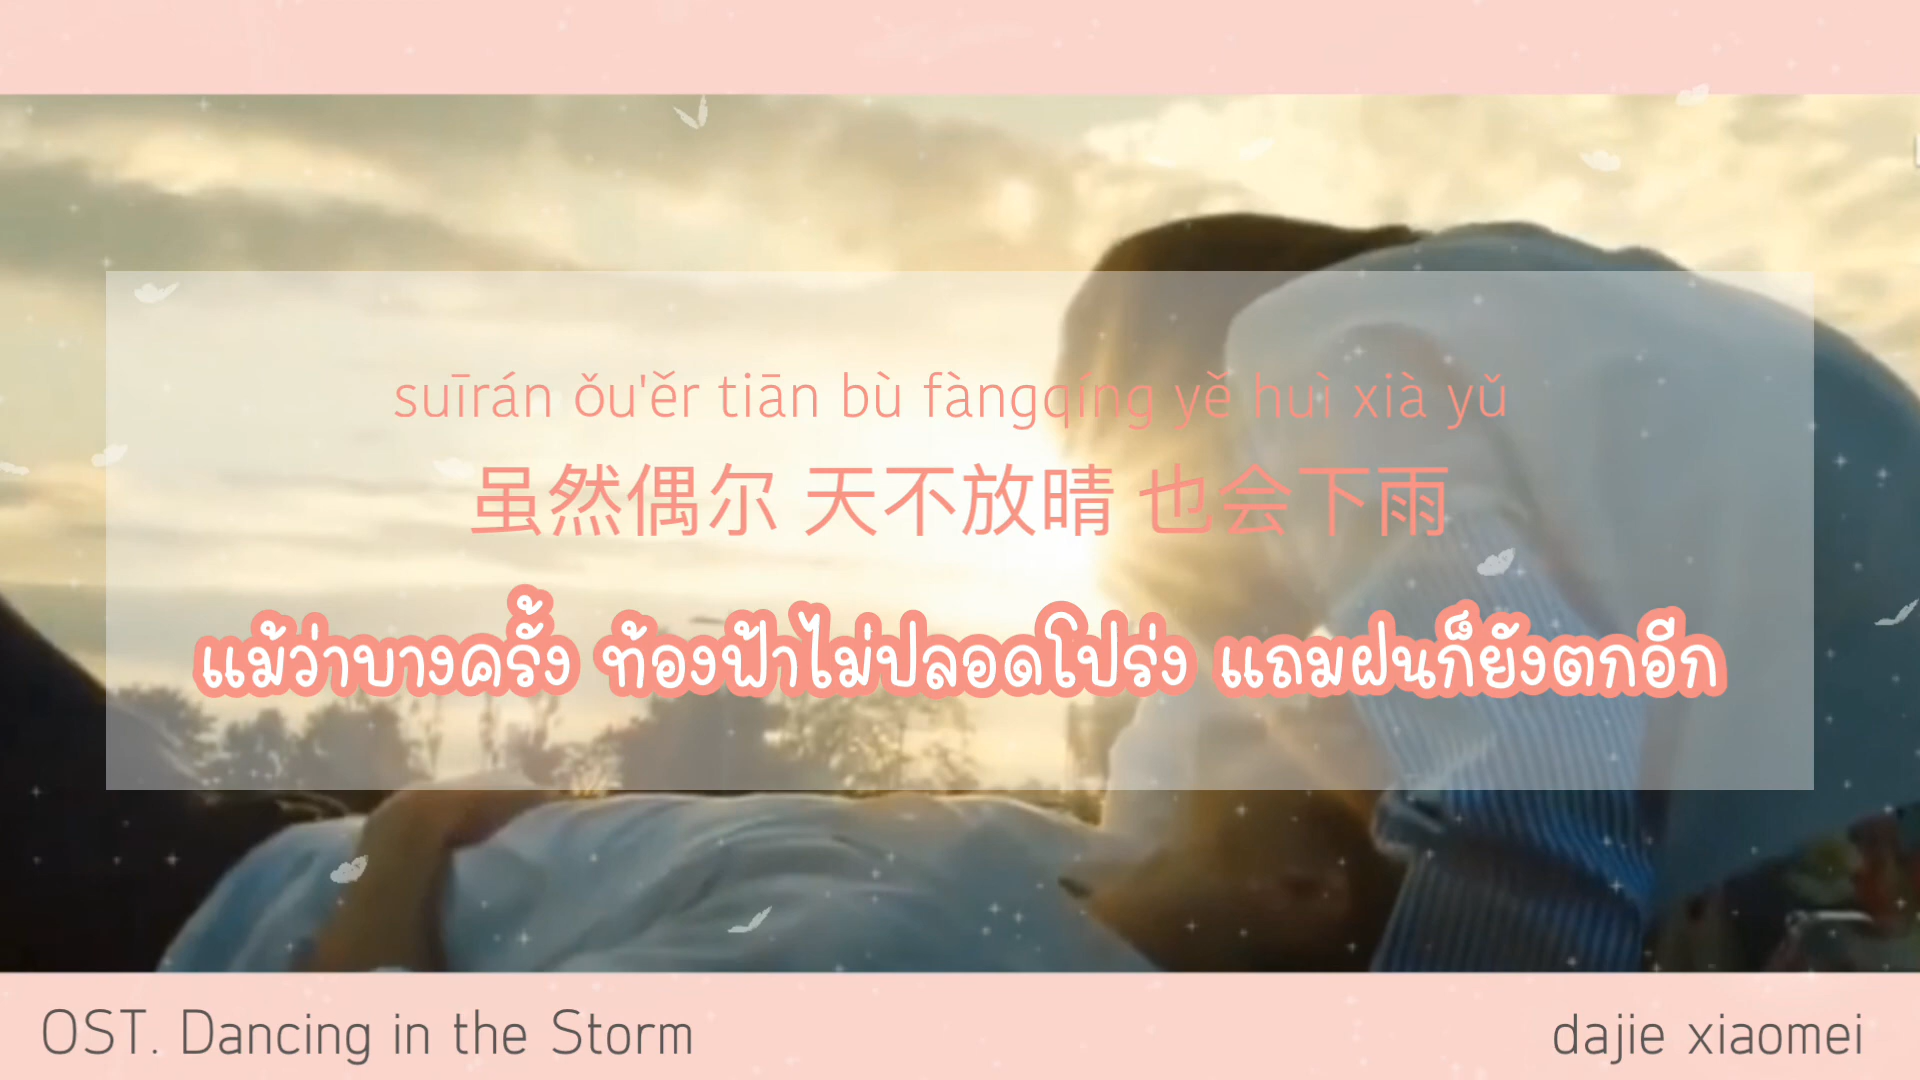 suīrán ǒu'ěr tiān bù fàngqíng yě huì xià yǔ
虽然偶尔 天不放晴 也会下雨
แม้ว่าบางครั้ง ท้องฟ้าไม่ปลอดโปร่ง แถมฝนก็ยังตกอีก
OST. Dancing in the Storm
dajie xiaomei